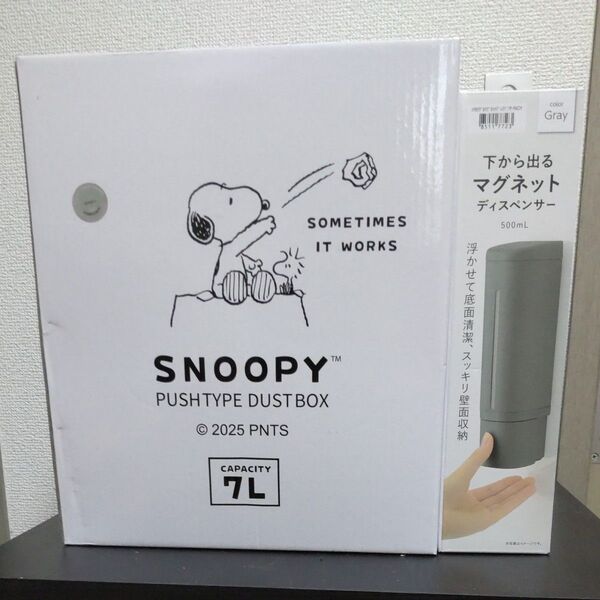 SOMETIMES
IT WORKS
SNOOPY™
PUSHTYPE DUSTBOX
© 2025 PNTS
CAPACITY
7L
color
Gray
下から出る
マグネット
ディスペンサー
500mL
浮かせて底面清潔、スッキリ壁面収納